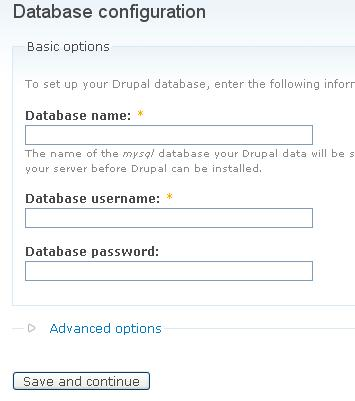 Database configuration
Basic options
To set up your Drupal database, enter the following infor
Database name: *
The name of the mysql database your Drupal data will be s
your server before Drupal can be installed.
Database username: *
Database password:
Advanced options
Save and continue